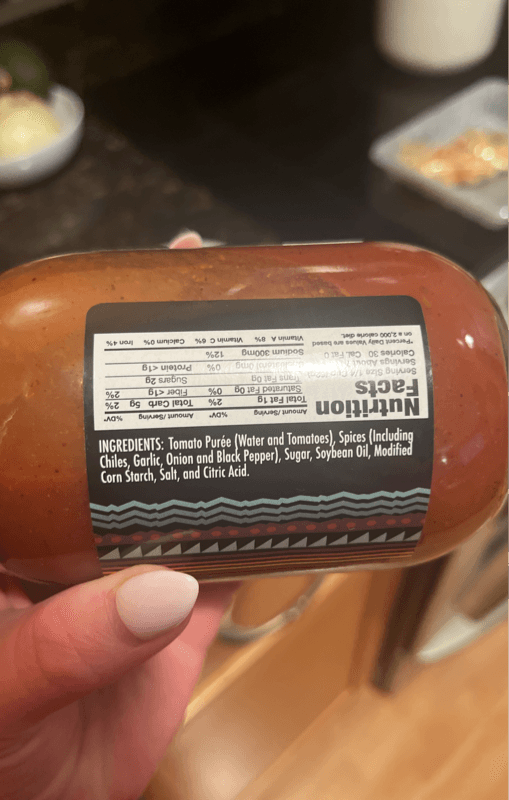 INGREDIENTS: Tomato Purée (Water and Tomatoes), Spices (Including
Chiles, Garlic, Onion and Black Pepper), Sugar, Soybean Oil, Modified
Corn Starch, Salt, and Citric Acid.
Nutrition
Facts
Serving Size 1/4
Servings About
Calories 30 Cal. Fat 0
*Percent Daily Values are based
on a 2,000 calorie diet.
Amount/Serving %DV*
Total Fat 1g 2%
Saturated Fat 0g 0%
Trans Fat 0g
Cholesterol 0mg 0%
Sodium 300mg 12%
Amount/Serving %DV*
Total Carb 5g 2%
Fiber <1g 2%
Sugars 2g
Protein <1g
Vitamin A 8% Vitamin C 6% Calcium 0% Iron 4%